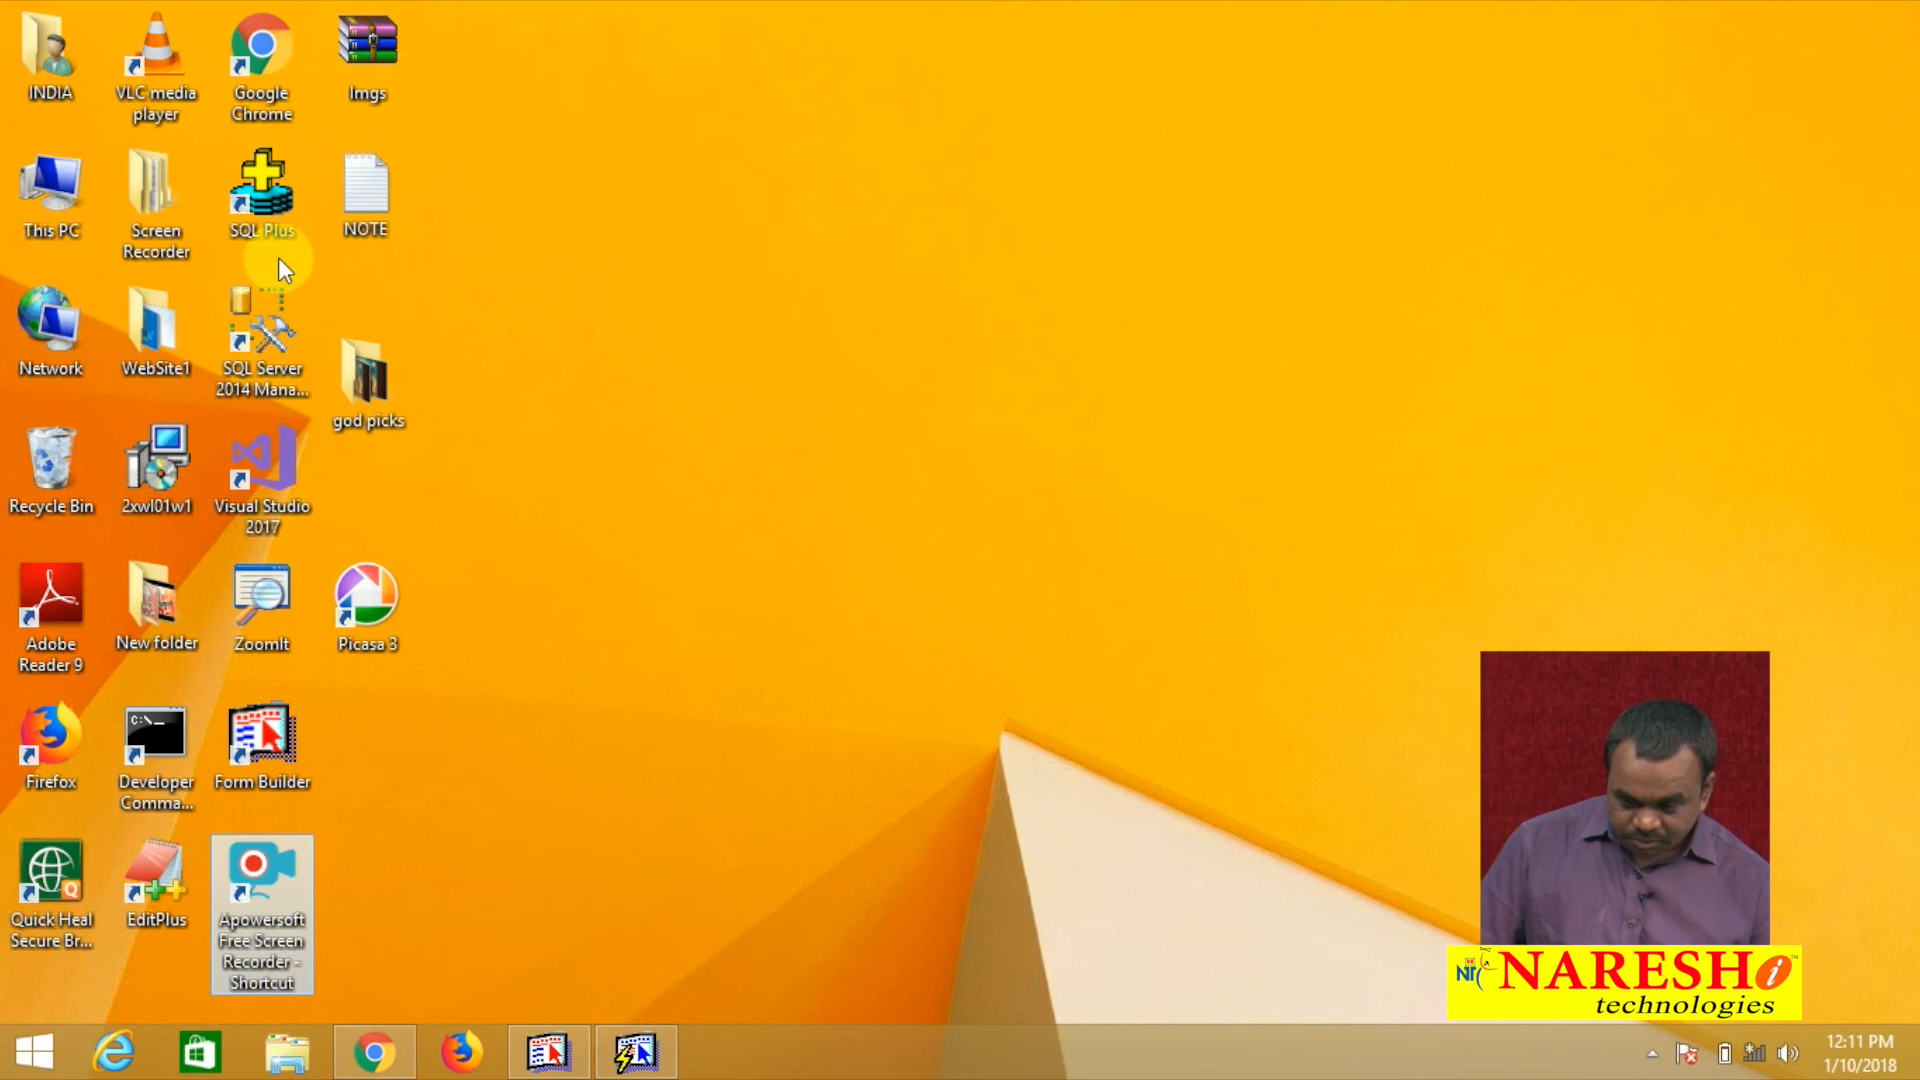 INDIA
VLC media
player
Google
Chrome
Imgs
This PC
Screen
Recorder
SQL Plus
NOTE
Network
WebSite1
SQL Server
2014 Mana...
god picks
Recycle Bin
2xwl01w1
Visual Studio
2017
Adobe
Reader 9
New folder
ZoomIt
Picasa 3
Firefox
C:\_
Developer
Comma...
Form Builder
Quick Heal
Secure Br...
EditPlus
Apowersoft
Free Screen
Recorder -
Shortcut
NARESH i
technologies
12:11 PM
1/10/2018